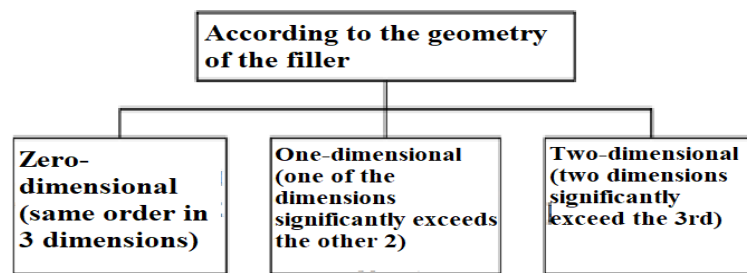 According to the geometry
of the filler
Zero-
dimensional
(same order in
3 dimensions)
One-dimensional
(one of the
dimensions
significantly exceeds
the other 2)
Two-dimensional
(two dimensions
significantly
exceed the 3rd)